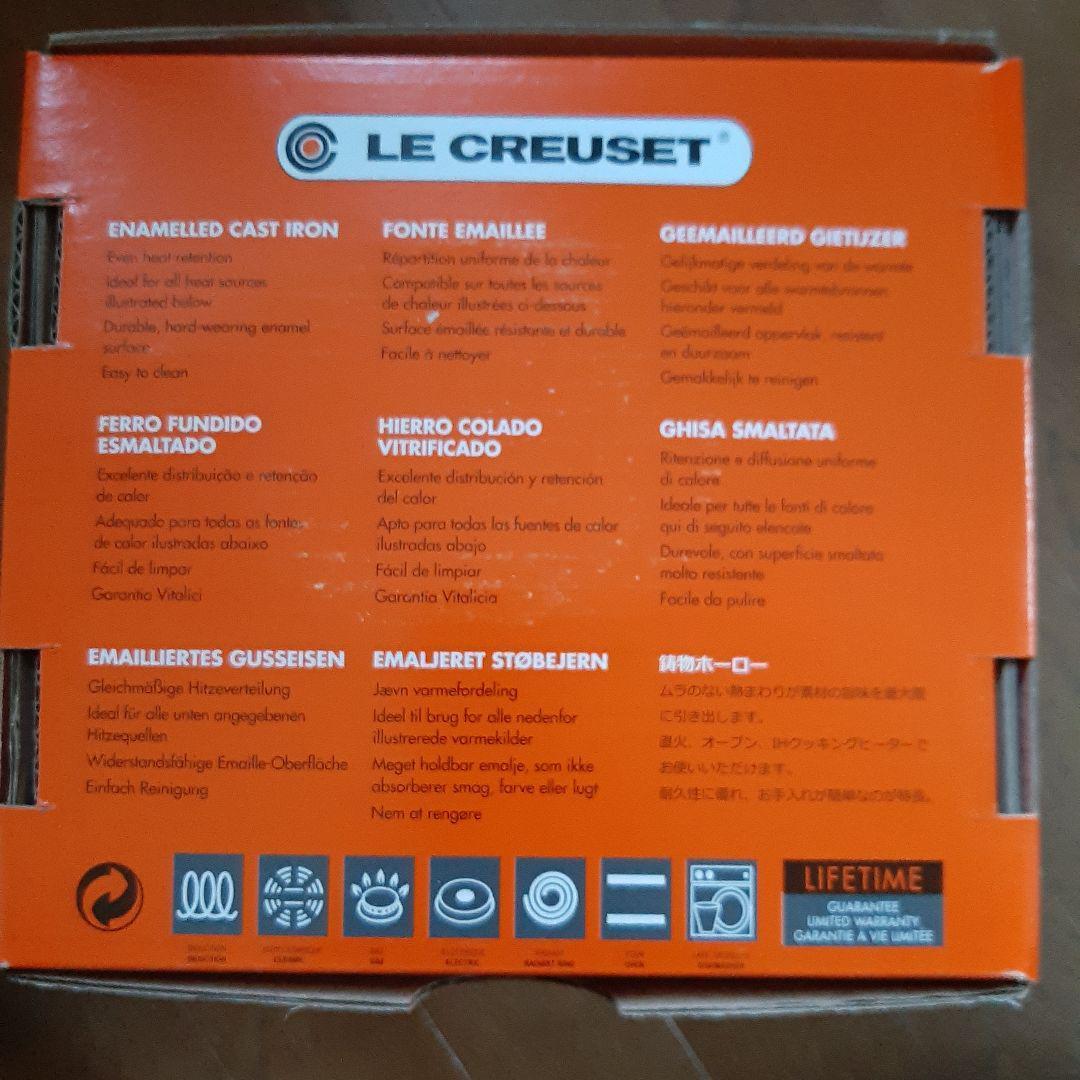 LE CREUSET®
ENAMELLED CAST IRON
Even heat retention
Ideal for all heat sources
illustrated below
Durable, hard-wearing enamel
surface
Easy to clean
FONTE EMAILLEE
Répartition uniforme de la chaleur
Compatible sur toutes les sources
de chaleur illustrées ci-dessous
Surface émaillée résistante et durable
Facile à nettoyer
GEEMAILLEERD GIETIJZER
Gelijkmatige verdeling van de warmte
Geschikt voor alle warmtebronnen
hieronder vermeld
Geëmailleerd oppervlak resistent
en duurzaam
Gemakkelijk te reinigen
FERRO FUNDIDO
ESMALTADO
Excelente distribuição e retenção
de calor
Adequado para todas as fontes
de calor ilustradas abaixo
Fácil de limpar
Garantia Vitalici
HIERRO COLADO
VITRIFICADO
Excelente distribución y retención
del calor
Apto para todas las fuentes de calor
ilustradas abajo
Fácil de limpiar
Garantía Vitalicia
GHISA SMALTATA
Ritenzione e diffusione uniforme
di calore
Ideale per tutte le fonti di calore
qui di seguito elencate
Durevole, con superficie smaltata
molto resistente
Facile da pulire
EMAILLIERTES GUSSEISEN
Gleichmäßige Hitzeverteilung
Ideal für alle unten angegebenen
Hitzequellen
Widerstandsfähige Emaille-Oberfläche
Einfach Reinigung
EMALJERET STØBEJERN
Jævn varmefordeling
Ideel til brug for alle nedenfor
illustrerede varmekilder
Meget holdbar emalje, som ikke
absorberer smag, farve eller lugt
Nem at rengøre
鋳物ホーロー
ムラのない熱まわりが素材の旨味を最大限
に引き出します。
直火、オーブン、IHクッキングヒーターで
お使いいただけます。
耐久性に優れ、お手入れが簡単なのが特長。
INDUCTION
CERAMIC
GAZ
GAS
ELECTRIC
RADIANT RING
FOUR
OVEN
LIFETIME
GUARANTEE
LIMITED WARRANTY
GARANTIE A VIE LIMITÉE